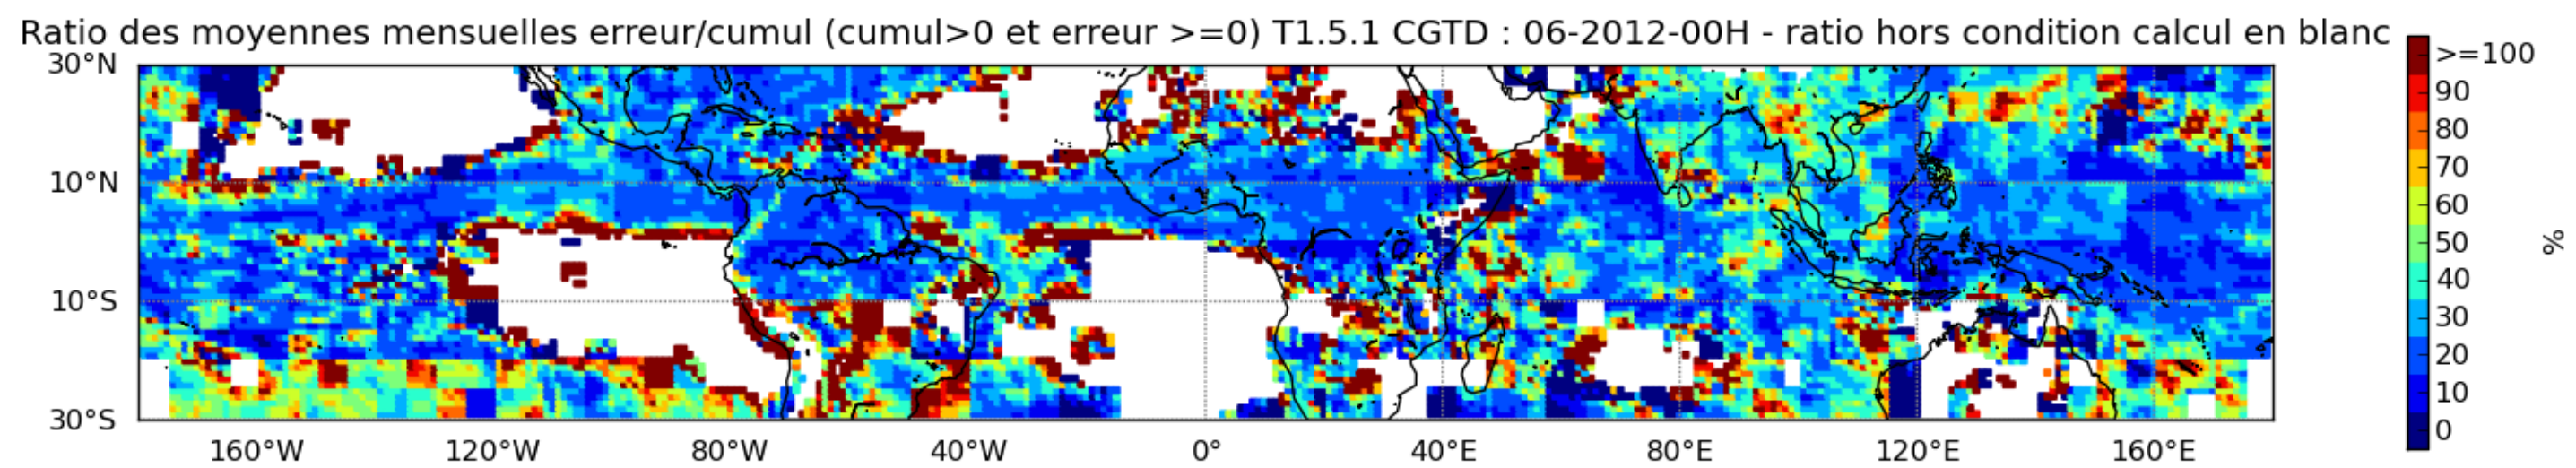 Ratio des moyennes mensuelles erreur/cumul (cumul>0 et erreur >=0) T1.5.1 CGTD : 06-2012-00H - ratio hors condition calcul en blanc
30°N
10°N
10°S
30°S
160°W 120°W 80°W 40°W 0° 40°E 80°E 120°E 160°E
>=100
90
80
70
60
50
40
30
20
10
0
%